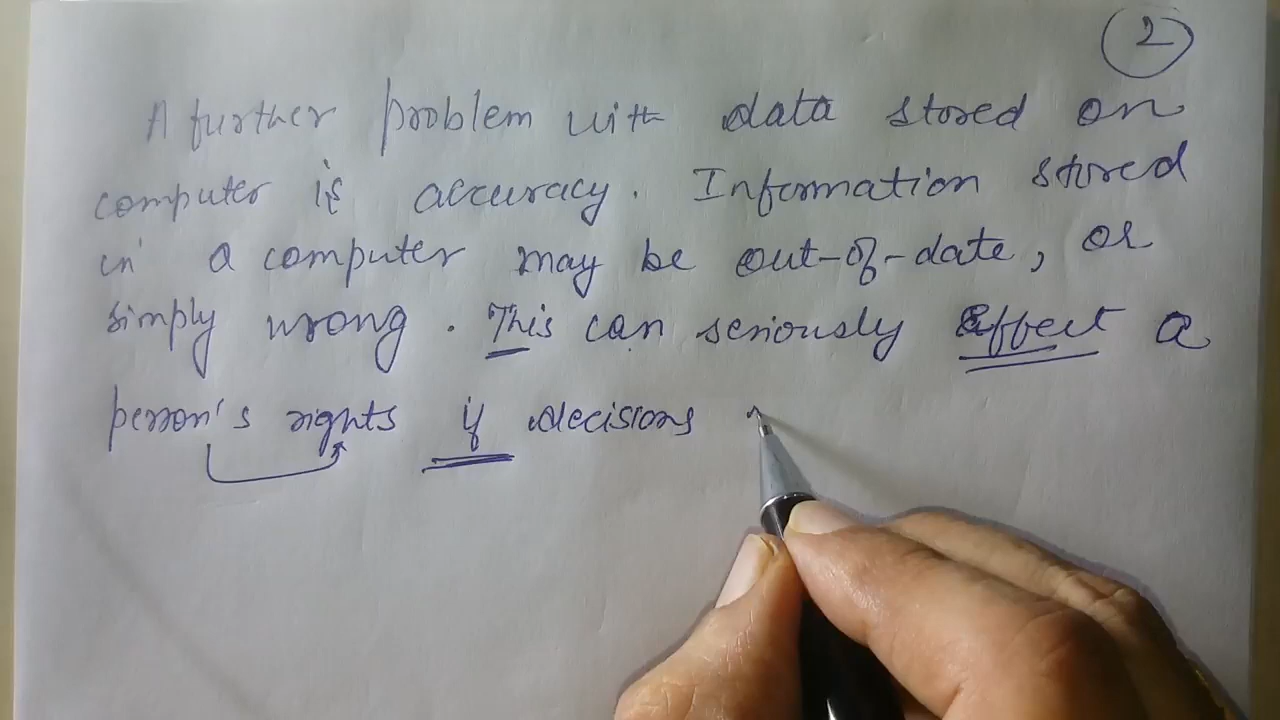 2
A further problem with data stored on
computer is accuracy. Information stored
in a computer may be out-of-date, or
simply wrong. This can seriously effect a
person's rights if decisions